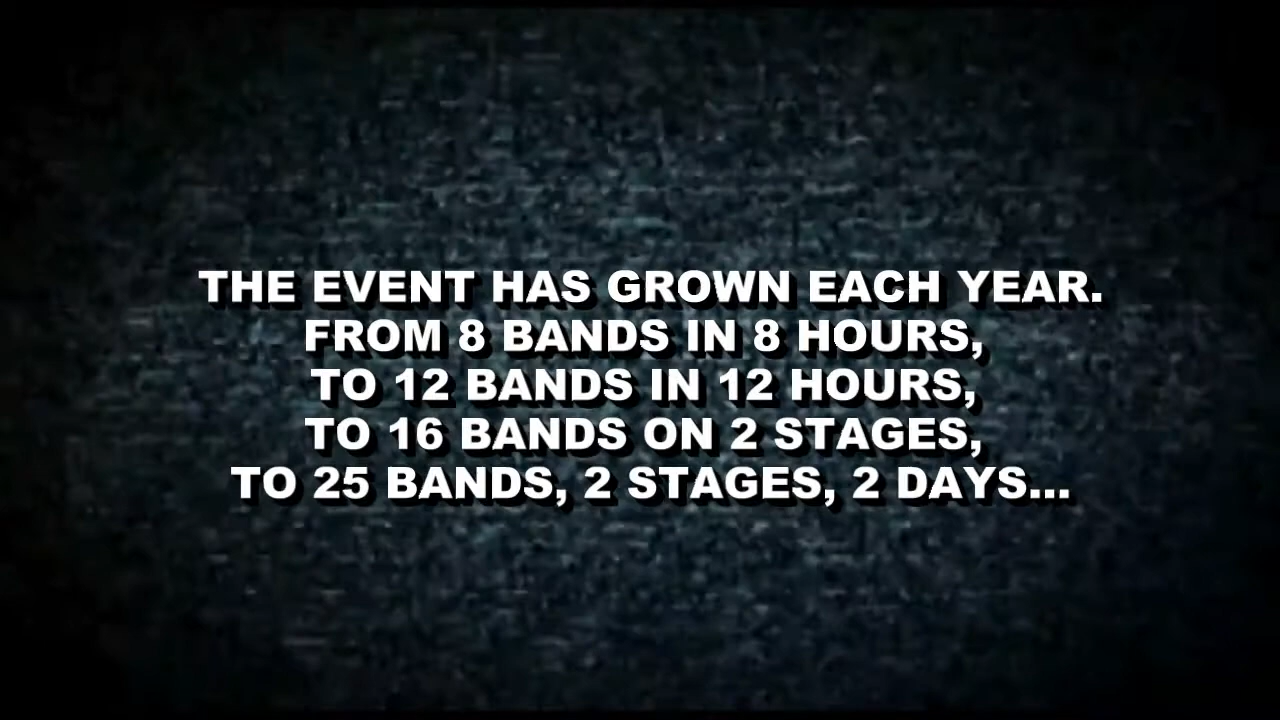 THE EVENT HAS GROWN EACH YEAR.
FROM 8 BANDS IN 8 HOURS,
TO 12 BANDS IN 12 HOURS,
TO 16 BANDS ON 2 STAGES,
TO 25 BANDS, 2 STAGES, 2 DAYS...